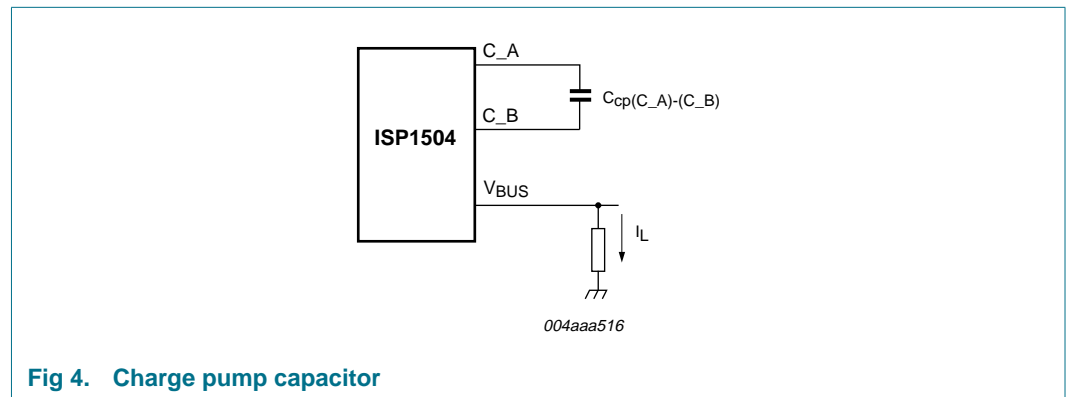 C_A
Ccp(C_A)-(C_B)
C_B
ISP1504
VBUS
IL
004aaa516
Fig 4. Charge pump capacitor